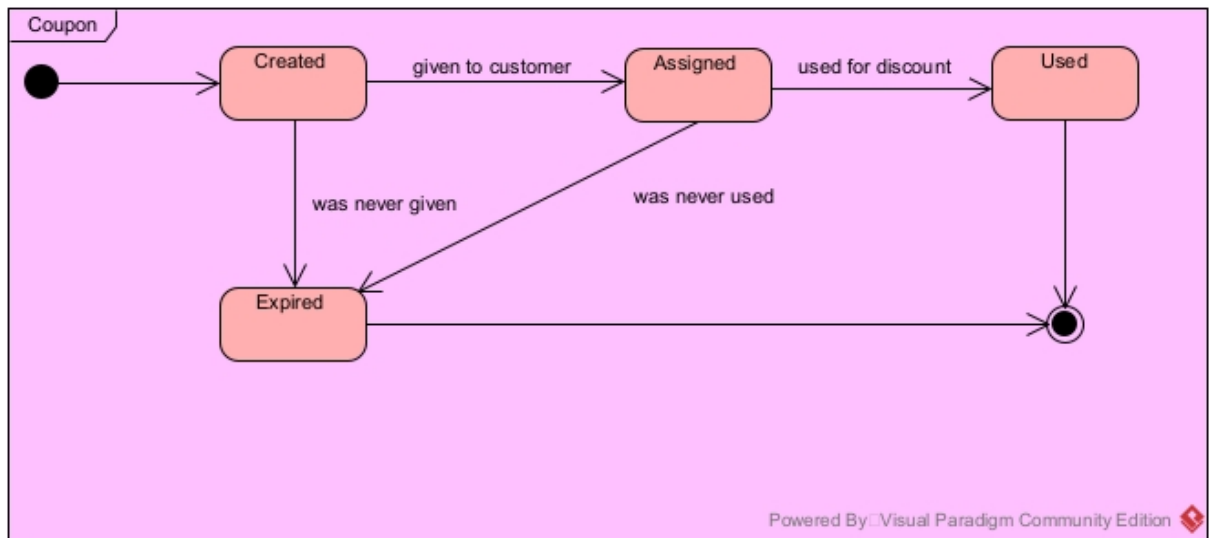 Coupon
Created
given to customer
Assigned
used for discount
Used
was never given
was never used
Expired
Powered By Visual Paradigm Community Edition